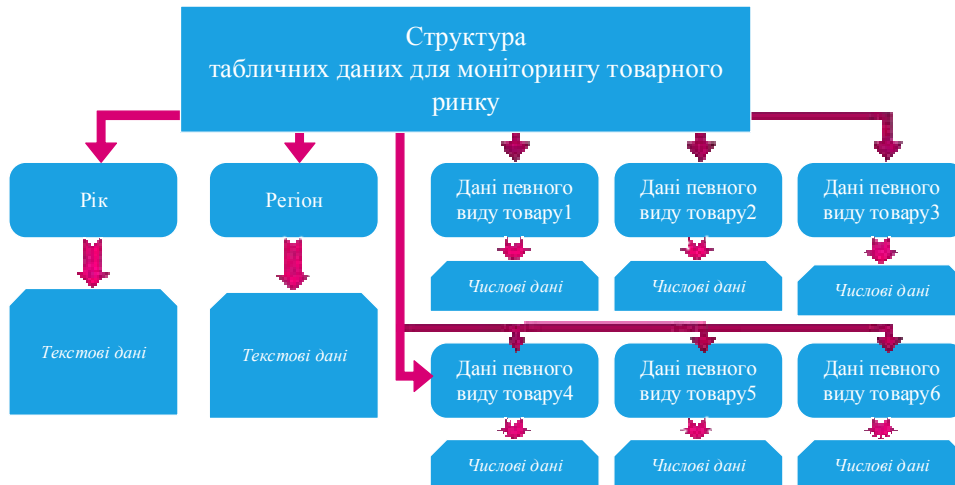 Структура
табличних даних для моніторингу товарного
ринку
Рік
Регіон
Дані певного
виду товару1
Дані певного
виду товару2
Дані певного
виду товару3
Текстові дані
Текстові дані
Числові дані
Числові дані
Числові дані
Дані певного
виду товару4
Дані певного
виду товару5
Дані певного
виду товару6
Числові дані
Числові дані
Числові дані